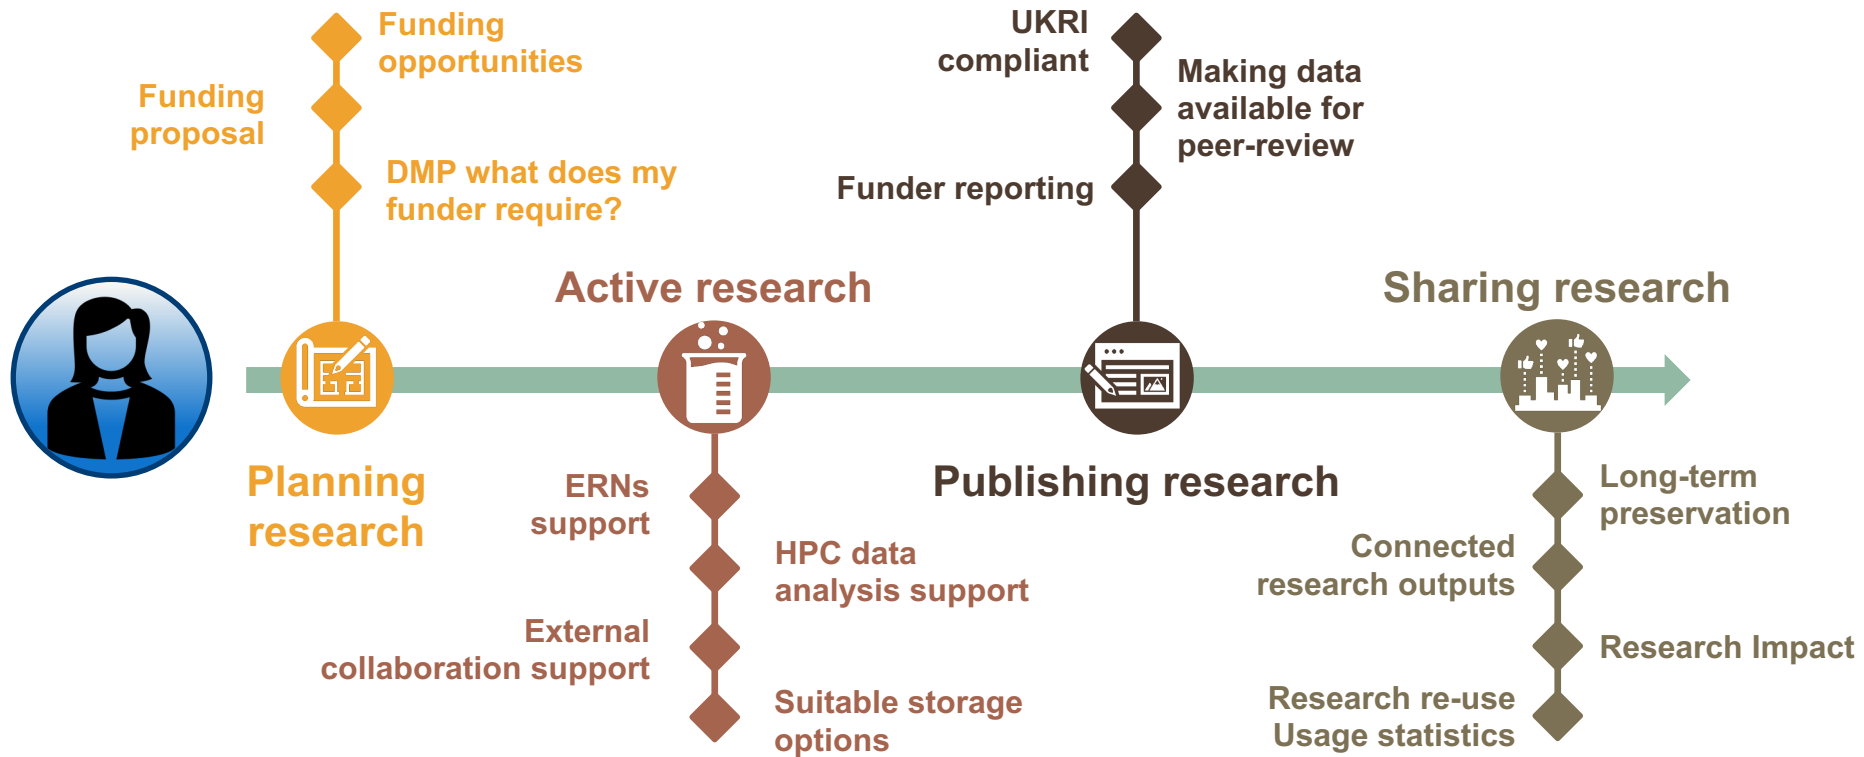 Funding
opportunities
Funding
proposal
DMP what does my
funder require?
Planning
research
Active research
ERNs
support
HPC data
analysis support
External
collaboration support
Suitable storage
options
UKRI
compliant
Making data
available for
peer-review
Funder reporting
Publishing research
Sharing research
Long-term
preservation
Connected
research outputs
Research Impact
Research re-use
Usage statistics